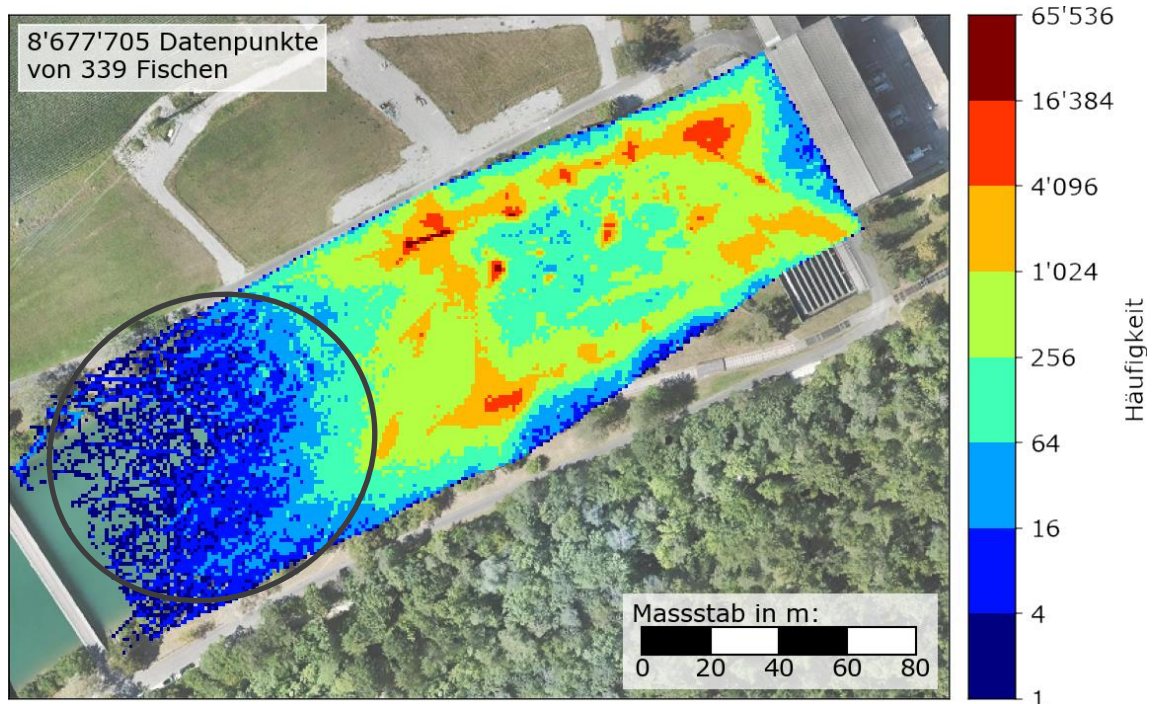 8'677'705 Datenpunkte
von 339 Fischen
65'536
16'384
4'096
1'024
256
64
16
4
1
Häufigkeit
Massstab in m:
0 20 40 60 80